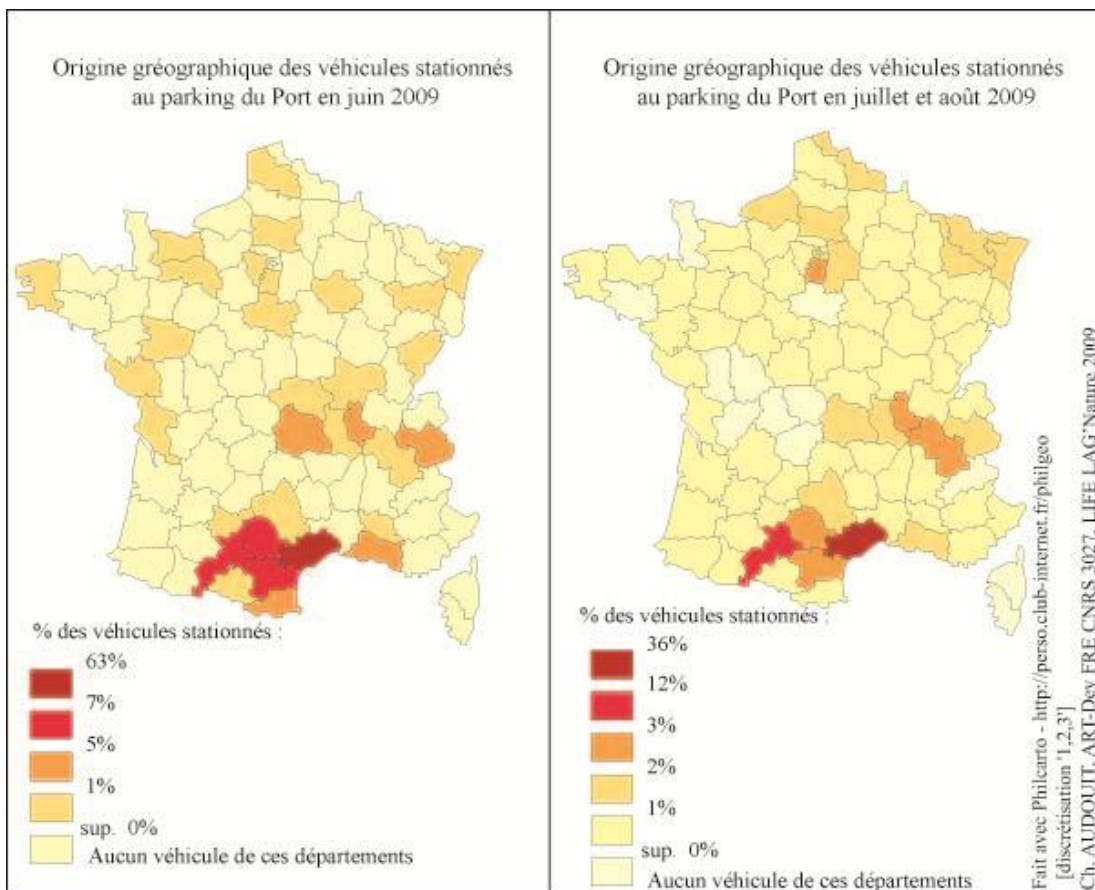 Origine gréographique des véhicules stationnés
au parking du Port en juin 2009
% des véhicules stationnés :
63%
7%
5%
1%
sup. 0%
Aucun véhicule de ces départements
Origine gréographique des véhicules stationnés
au parking du Port en juillet et août 2009
% des véhicules stationnés :
36%
12%
3%
2%
1%
sup. 0%
Aucun véhicule de ces départements
Fait avec Philcarto - http://perso.club-internet.fr/philgeo
[discrétisation '1,2,3']
Ch. AUDOUIT, ART-Dev FRE CNRS 3027, LIFE LAG'Nature 2009